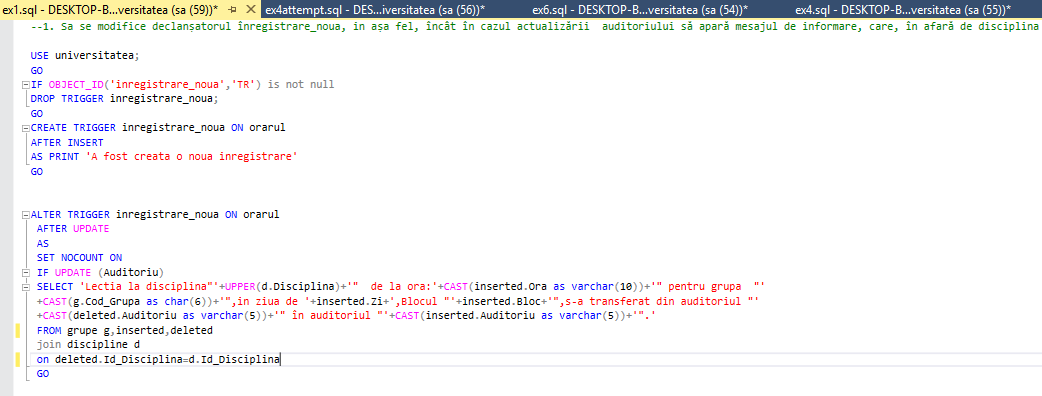 ex1.sql - DESKTOP-B...versitatea (sa (59))* ex4attempt.sql - DES...iversitatea (sa (56))* ex6.sql - DESKTOP-B...versitatea (sa (54))* ex4.sql - DESKTOP-B...versitatea (sa (55))*
--1. Sa se modifice declanșatorul înregistrare_noua, in așa fel, încât în cazul actualizării  auditoriului să apară mesajul de informare, care, în afară de disciplina
USE universitatea;
GO
IF OBJECT_ID('inregistrare_noua','TR') is not null
DROP TRIGGER inregistrare_noua;
GO
CREATE TRIGGER inregistrare_noua ON orarul
AFTER INSERT
AS PRINT 'A fost creata o noua inregistrare'
GO
ALTER TRIGGER inregistrare_noua ON orarul
AFTER UPDATE
AS
SET NOCOUNT ON
IF UPDATE (Auditoriu)
SELECT 'Lectia la disciplina"'+UPPER(d.Disciplina)+'"  de la ora:'+CAST(inserted.Ora as varchar(10))+'" pentru grupa  "'
+CAST(g.Cod_Grupa as char(6))+'",in ziua de '+inserted.Zi+',Blocul "'+inserted.Bloc+'",s-a transferat din auditoriul "'
+CAST(deleted.Auditoriu as varchar(5))+'" în auditoriul "'+CAST(inserted.Auditoriu as varchar(5))+'".'
FROM grupe g,inserted,deleted
join discipline d
on deleted.Id_Disciplina=d.Id_Disciplina
GO